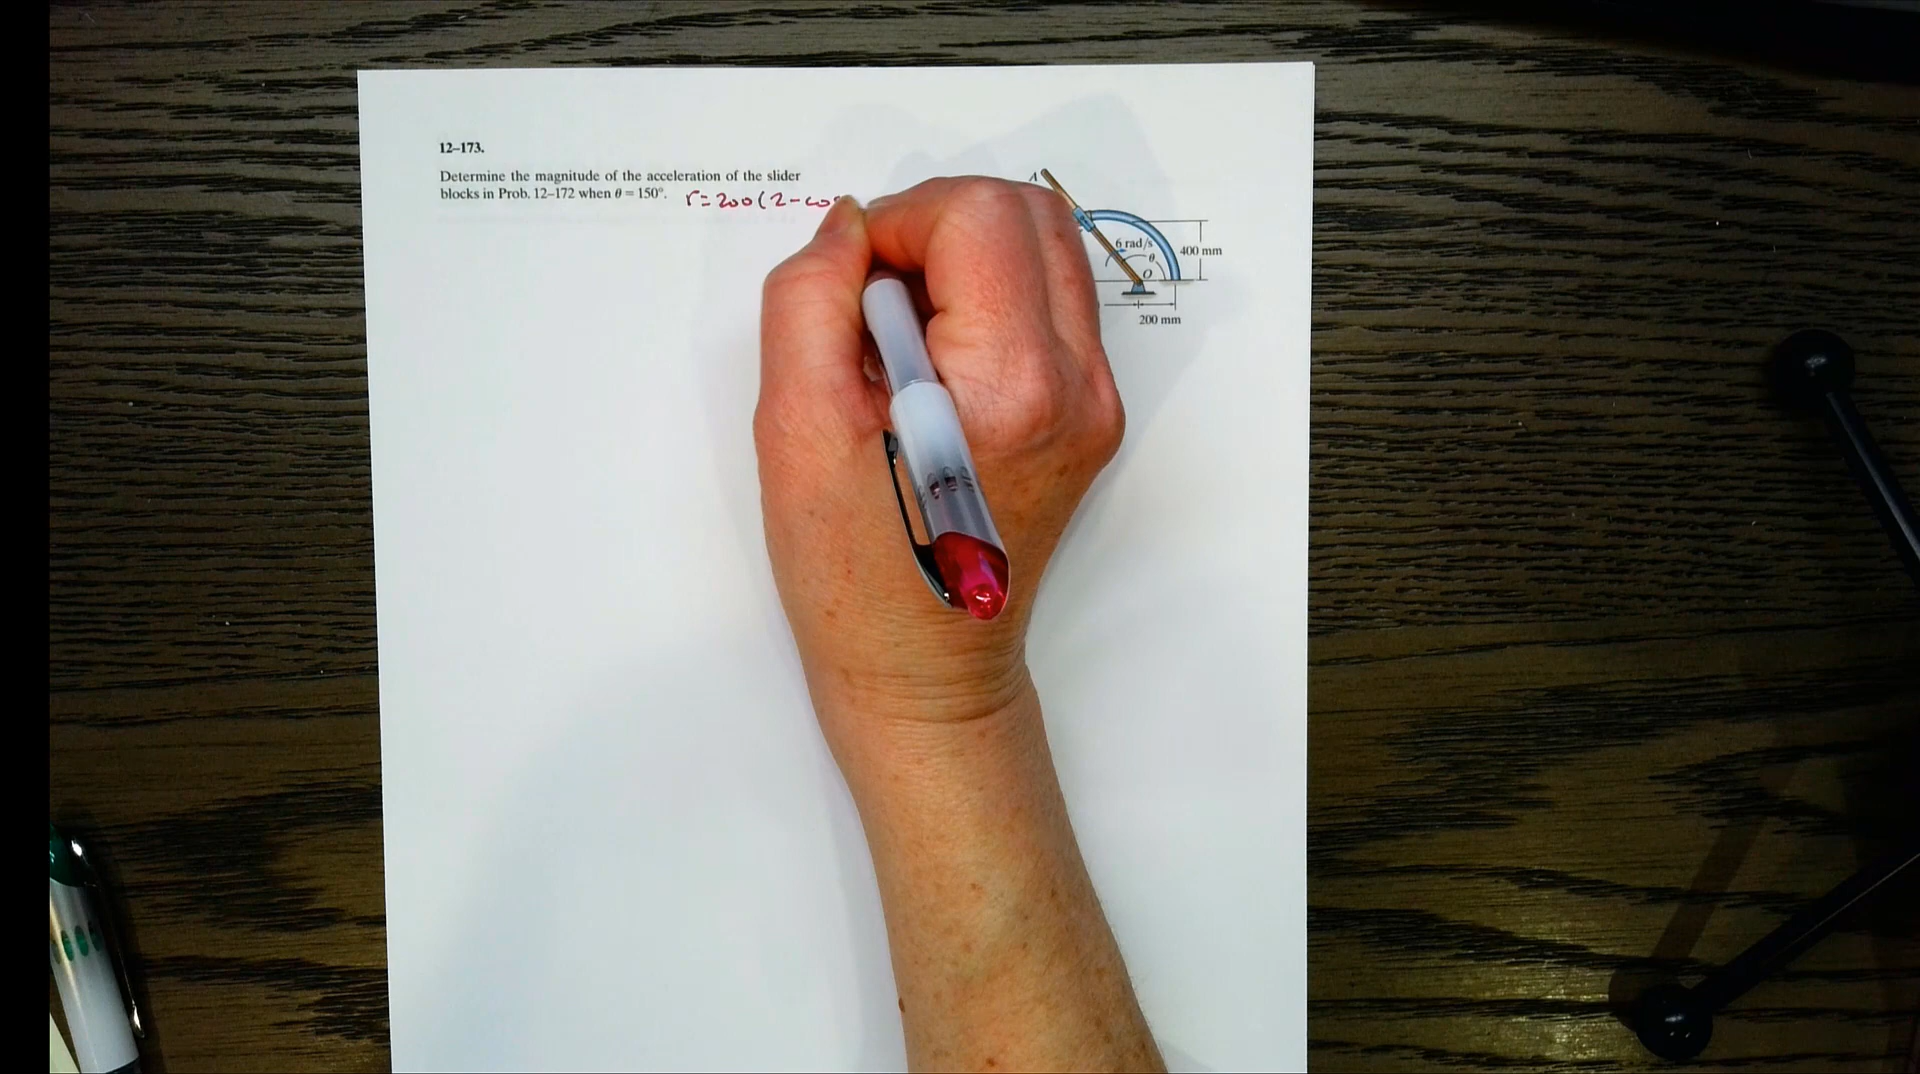 12–173.
Determine the magnitude of the acceleration of the slider
blocks in Prob. 12–172 when θ = 150°. r=200(2-cos
A
6 rad/s
θ
O
400 mm
200 mm